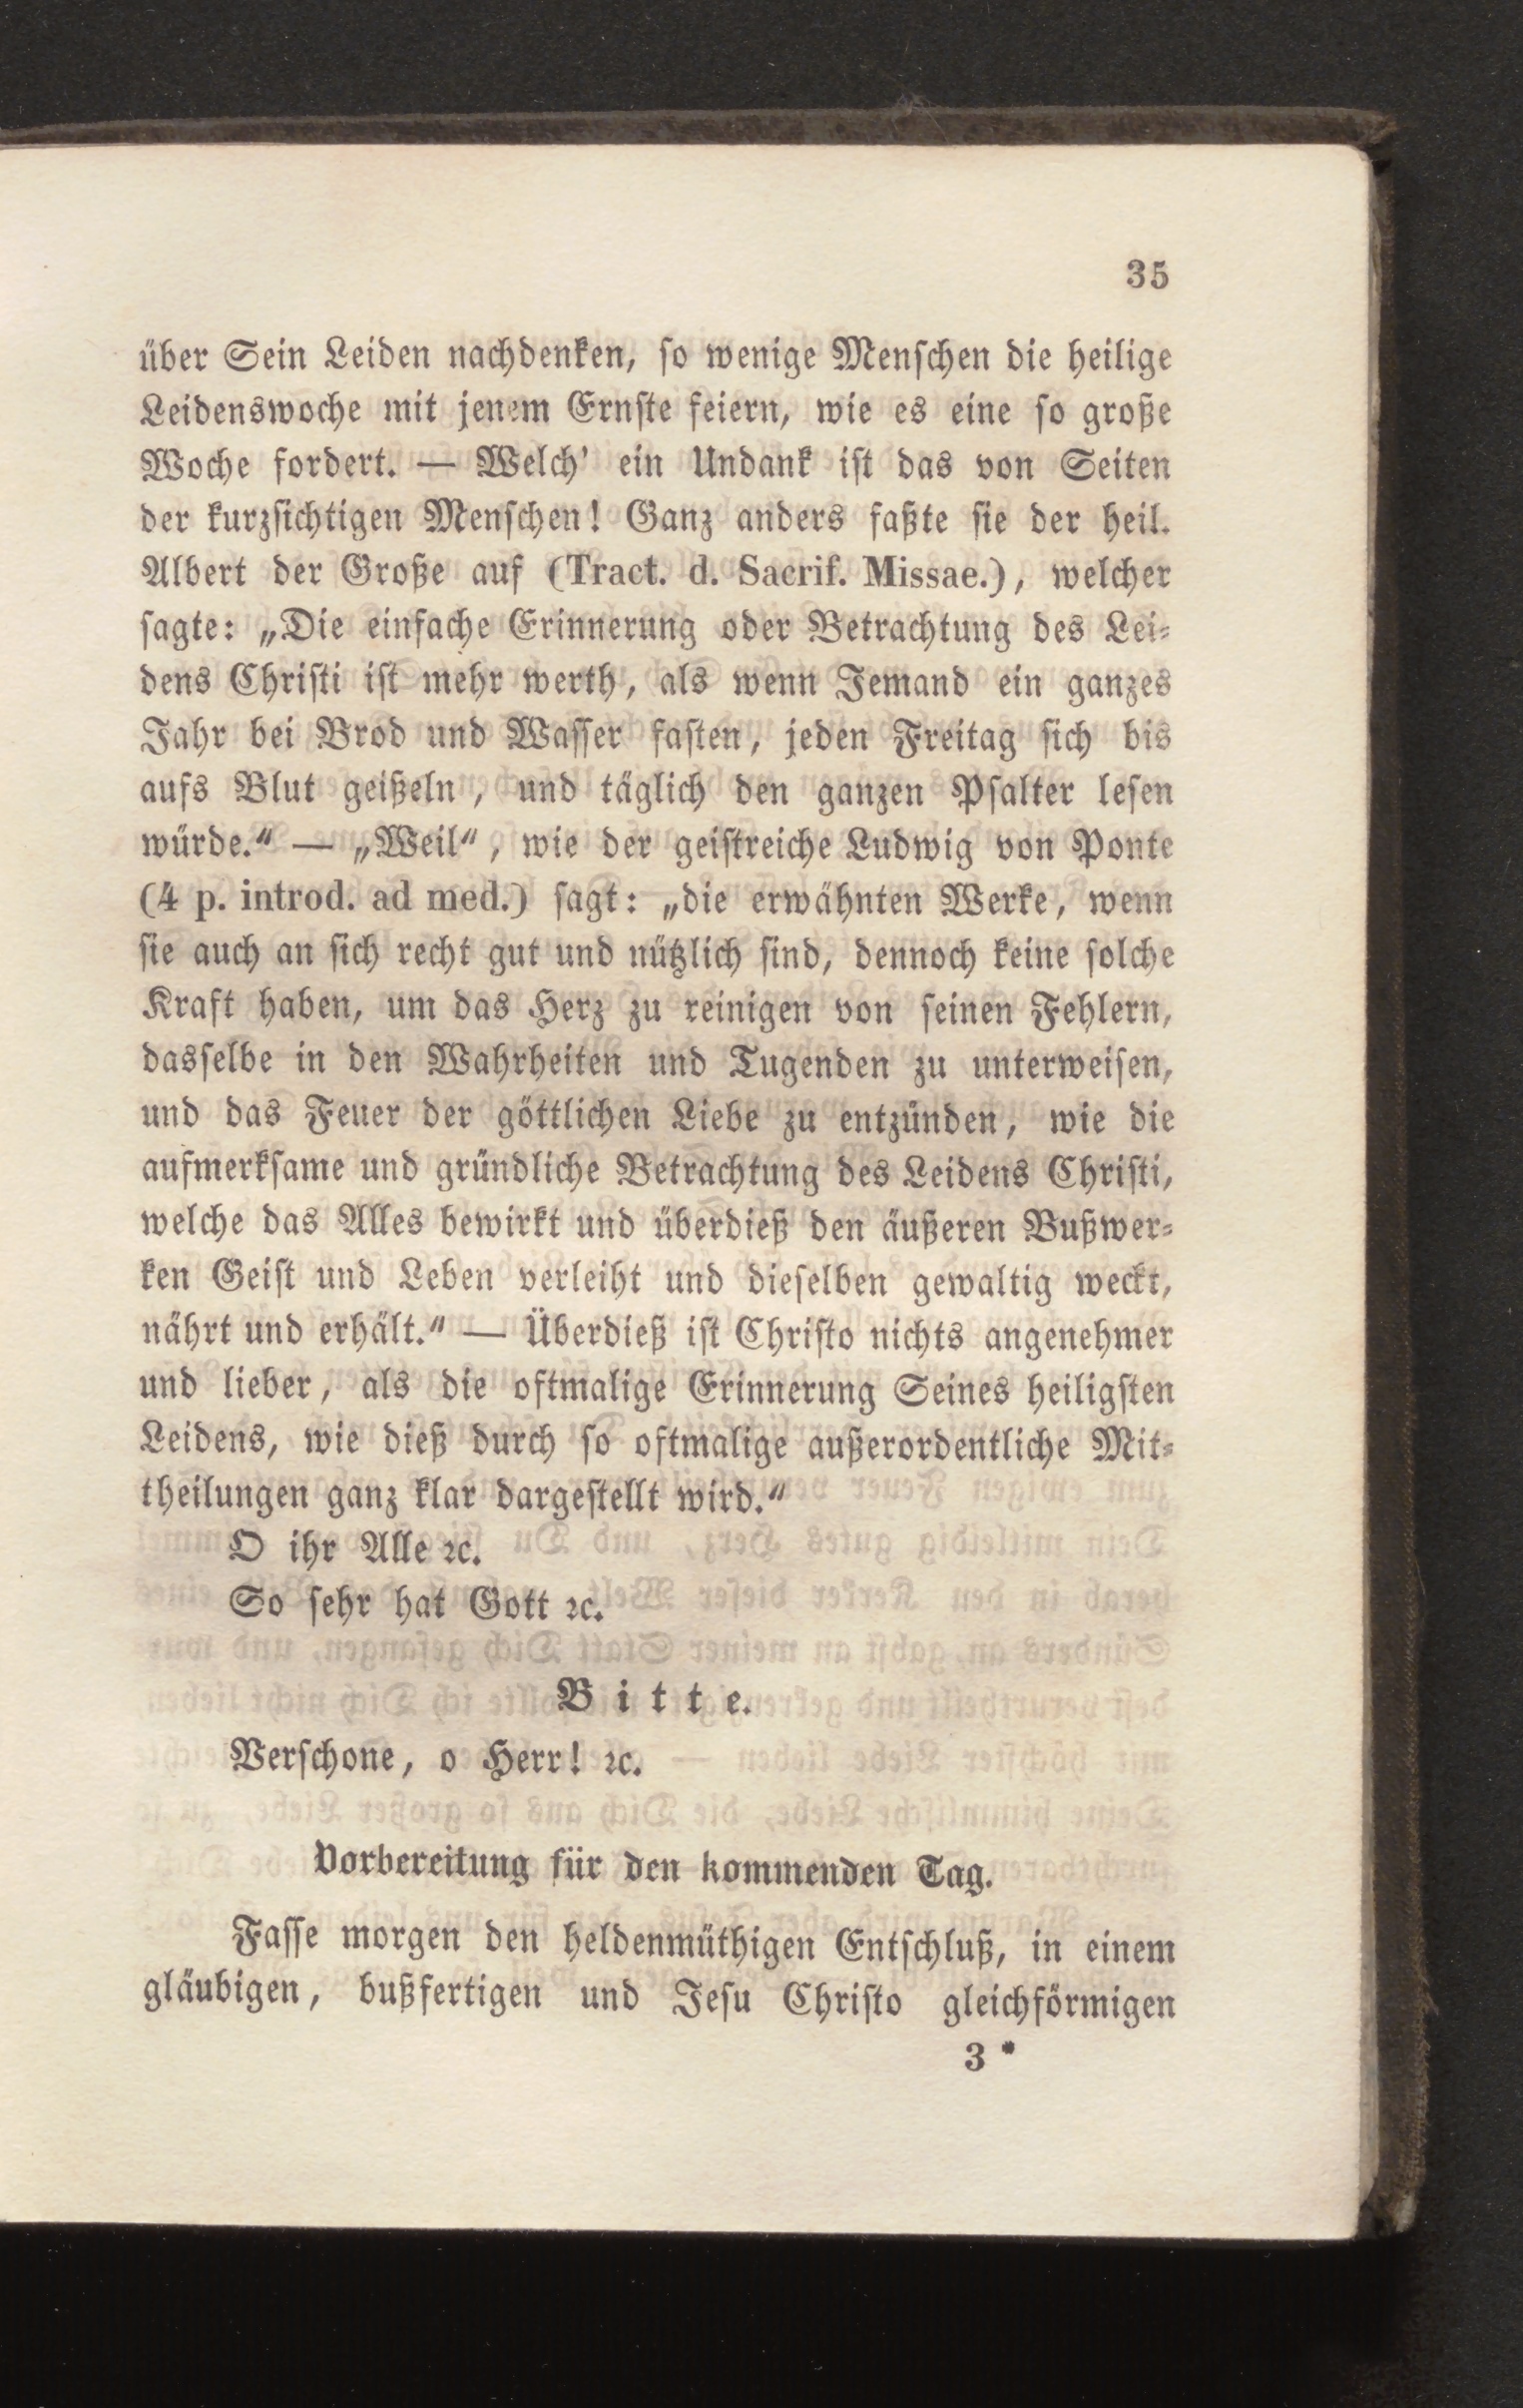 35
über Sein Leiden nachdenken, so wenige Menschen die heilige
Leidenswoche mit jenem Ernste feiern, wie es eine so große
Woche fordert. — Welch' ein Undank ist das von Seiten
der kurzsichtigen Menschen! Ganz anders faßte sie der heil.
Albert der Große auf (Tract. d. Sacrif. Missae.), welcher
sagte: „Die einfache Erinnerung oder Betrachtung des Lei-
dens Christi ist mehr werth, als wenn Jemand ein ganzes
Jahr bei Brod und Wasser fasten, jeden Freitag sich bis
aufs Blut geißeln, und täglich den ganzen Psalter lesen
würde.“ — „Weil“, wie der geistreiche Ludwig von Ponte
(4 p. introd. ad med.) sagt: „die erwähnten Werke, wenn
sie auch an sich recht gut und nützlich sind, dennoch keine solche
Kraft haben, um das Herz zu reinigen von seinen Fehlern,
dasselbe in den Wahrheiten und Tugenden zu unterweisen,
und das Feuer der göttlichen Liebe zu entzünden, wie die
aufmerksame und gründliche Betrachtung des Leidens Christi,
welche das Alles bewirkt und überdieß den äußeren Bußwer-
ken Geist und Leben verleiht und dieselben gewaltig weckt,
nährt und erhält.“ — Überdieß ist Christo nichts angenehmer
und lieber, als die oftmalige Erinnerung Seines heiligsten
Leidens, wie dieß durch so oftmalige außerordentliche Mit-
theilungen ganz klar dargestellt wird.“
O ihr Alle ꝛc.
So sehr hat Gott ꝛc.
Bitte.
Verschone, o Herr! ꝛc.
Vorbereitung für den kommenden Tag.
Fasse morgen den heldenmüthigen Entschluß, in einem
gläubigen, bußfertigen und Jesu Christo gleichförmigen
3 *